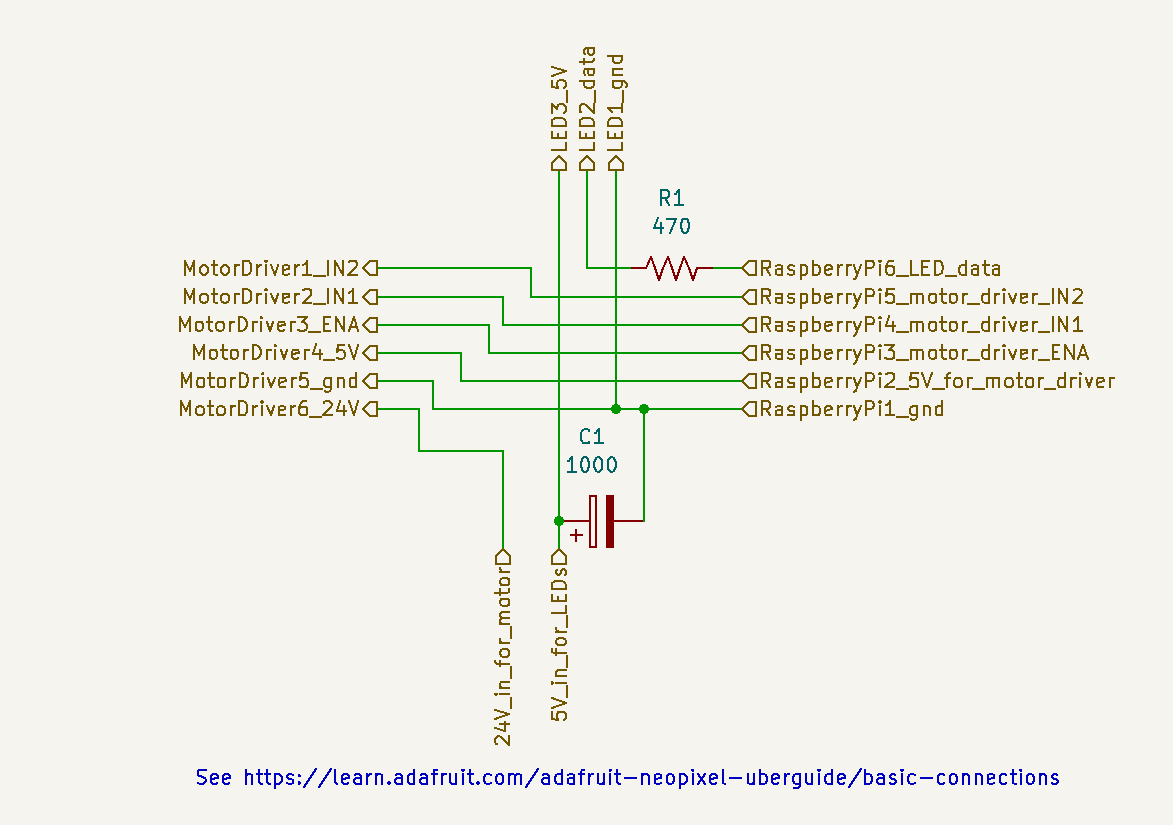 LED3_5V
LED2_data
LED1_gnd
R1
470
MotorDriver1_IN2
RaspberryPi6_LED_data
MotorDriver2_IN1
RaspberryPi5_motor_driver_IN2
MotorDriver3_ENA
RaspberryPi4_motor_driver_IN1
MotorDriver4_5V
RaspberryPi3_motor_driver_ENA
MotorDriver5_gnd
RaspberryPi2_5V_for_motor_driver
MotorDriver6_24V
RaspberryPi1_gnd
C1
1000
+
24V_in_for_motor
5V_in_for_LEDs
See https://learn.adafruit.com/adafruit-neopixel-uberguide/basic-connections